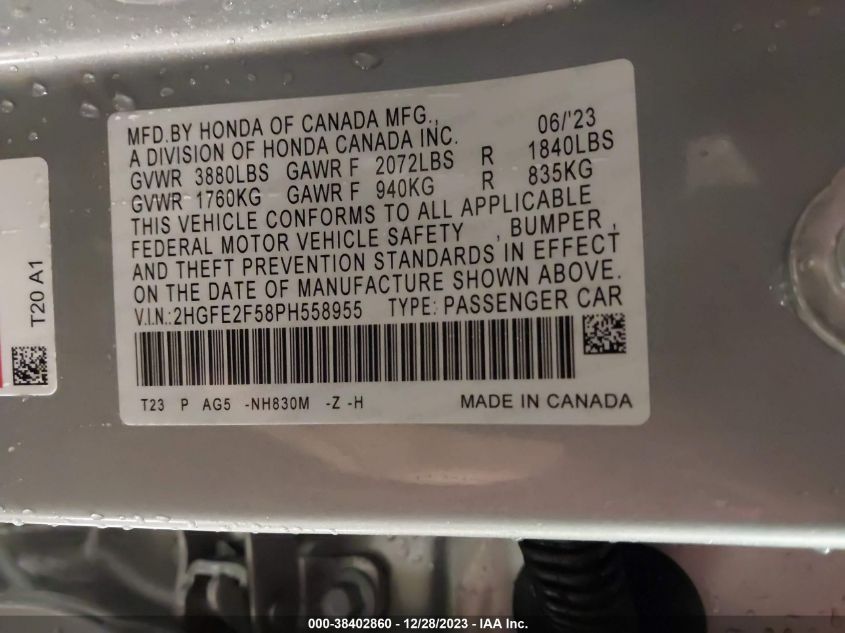 MFD.BY HONDA OF CANADA MFG., 06/'23
A DIVISION OF HONDA CANADA INC.
GVWR 3880LBS GAWR F 2072LBS R 1840LBS
GVWR 1760KG GAWR F 940KG R 835KG
THIS VEHICLE CONFORMS TO ALL APPLICABLE
FEDERAL MOTOR VEHICLE SAFETY , BUMPER ,
AND THEFT PREVENTION STANDARDS IN EFFECT
ON THE DATE OF MANUFACTURE SHOWN ABOVE.
V.I.N.:2HGFE2F58PH558955 TYPE: PASSENGER CAR
T23 P AG5 -NH830M -Z -H MADE IN CANADA
T20 A1
000-38402860 - 12/28/2023 - IAA Inc.